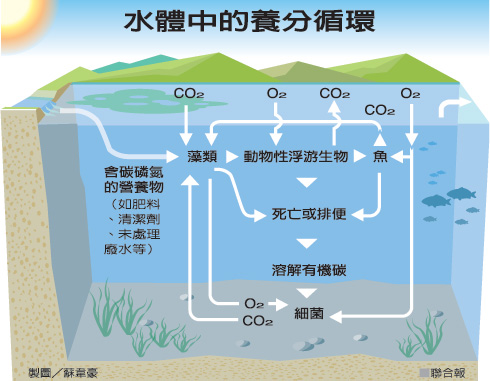 水體中的養分循環
CO₂
O₂
CO₂
CO₂
O₂
藻類
動物性浮游生物
魚
含碳磷氮
的營養物
（如肥料
、清潔劑
、未處理
廢水等）
死亡或排便
溶解有機碳
O₂
CO₂
細菌
製圖／蘇韋豪
聯合報